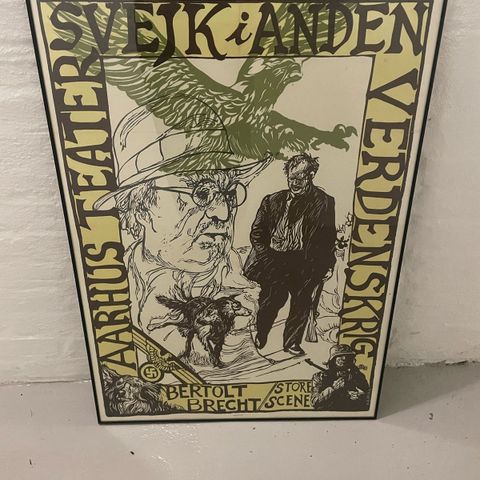 SVEJK i ANDEN
VERDENSKRIG
AARHUS TEATER
BERTOLT
BRECHT/
STORE
SCENE